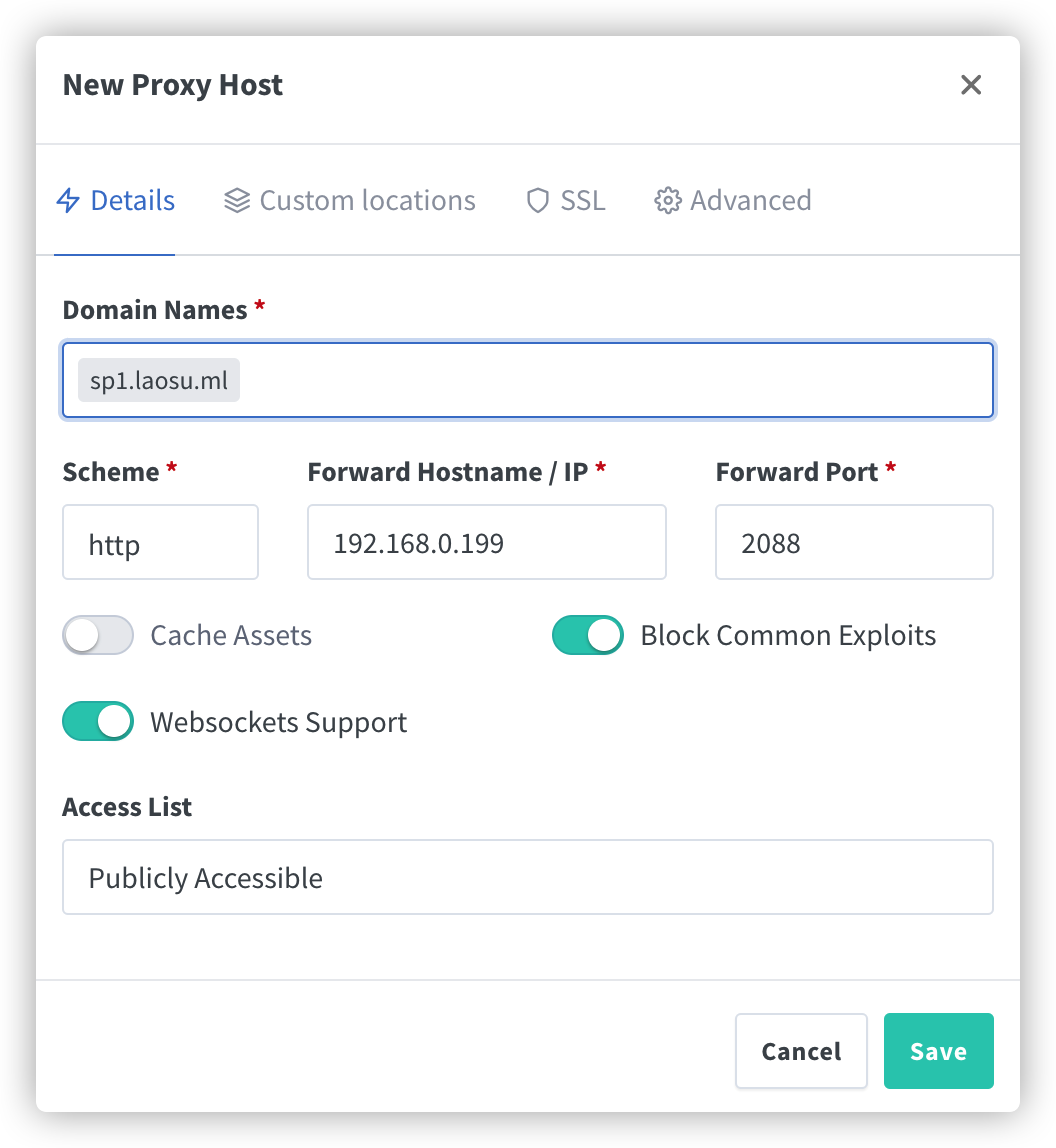 New Proxy Host
Details Custom locations SSL Advanced
Domain Names *
sp1.laosu.ml
Scheme * Forward Hostname / IP * Forward Port *
http 192.168.0.199 2088
Cache Assets Block Common Exploits
Websockets Support
Access List
Publicly Accessible
Cancel Save